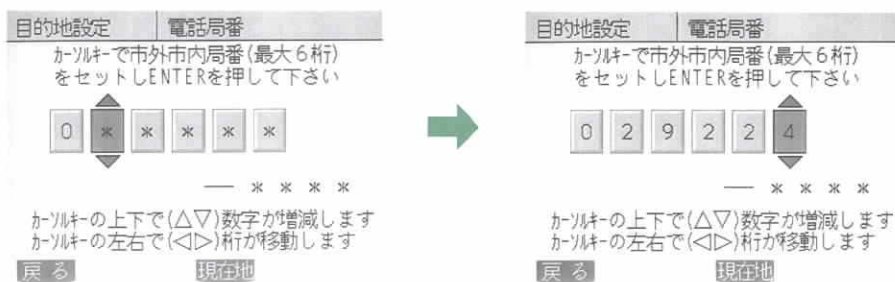 目的地設定 電話局番
カーソルキーで市外市内局番(最大6桁)
をセットしENTERを押して下さい
0 * * * * *
— * * * *
カーソルキーの上下で(△▽)数字が増減します
カーソルキーの左右で(◁▷)桁が移動します
戻る 現在地
目的地設定 電話局番
カーソルキーで市外市内局番(最大6桁)
をセットしENTERを押して下さい
0 2 9 2 2 4
— * * * *
カーソルキーの上下で(△▽)数字が増減します
カーソルキーの左右で(◁▷)桁が移動します
戻る 現在地